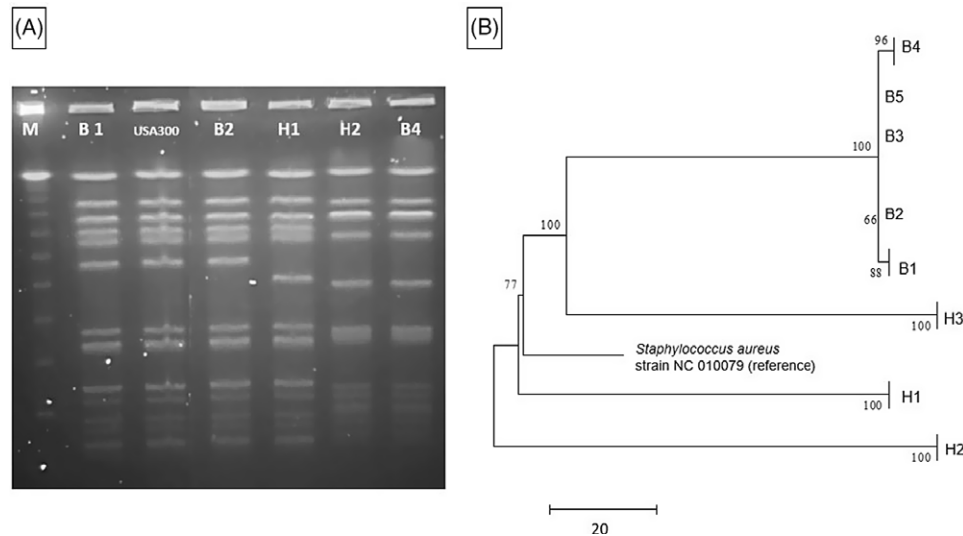 (A)
M B 1 USA300 B2 H1 H2 B4
(B)
96 B4
B5
B3
100
66 B2
88 B1
100
77
100 H3
Staphylococcus aureus
strain NC 010079 (reference)
100 H1
100 H2
20